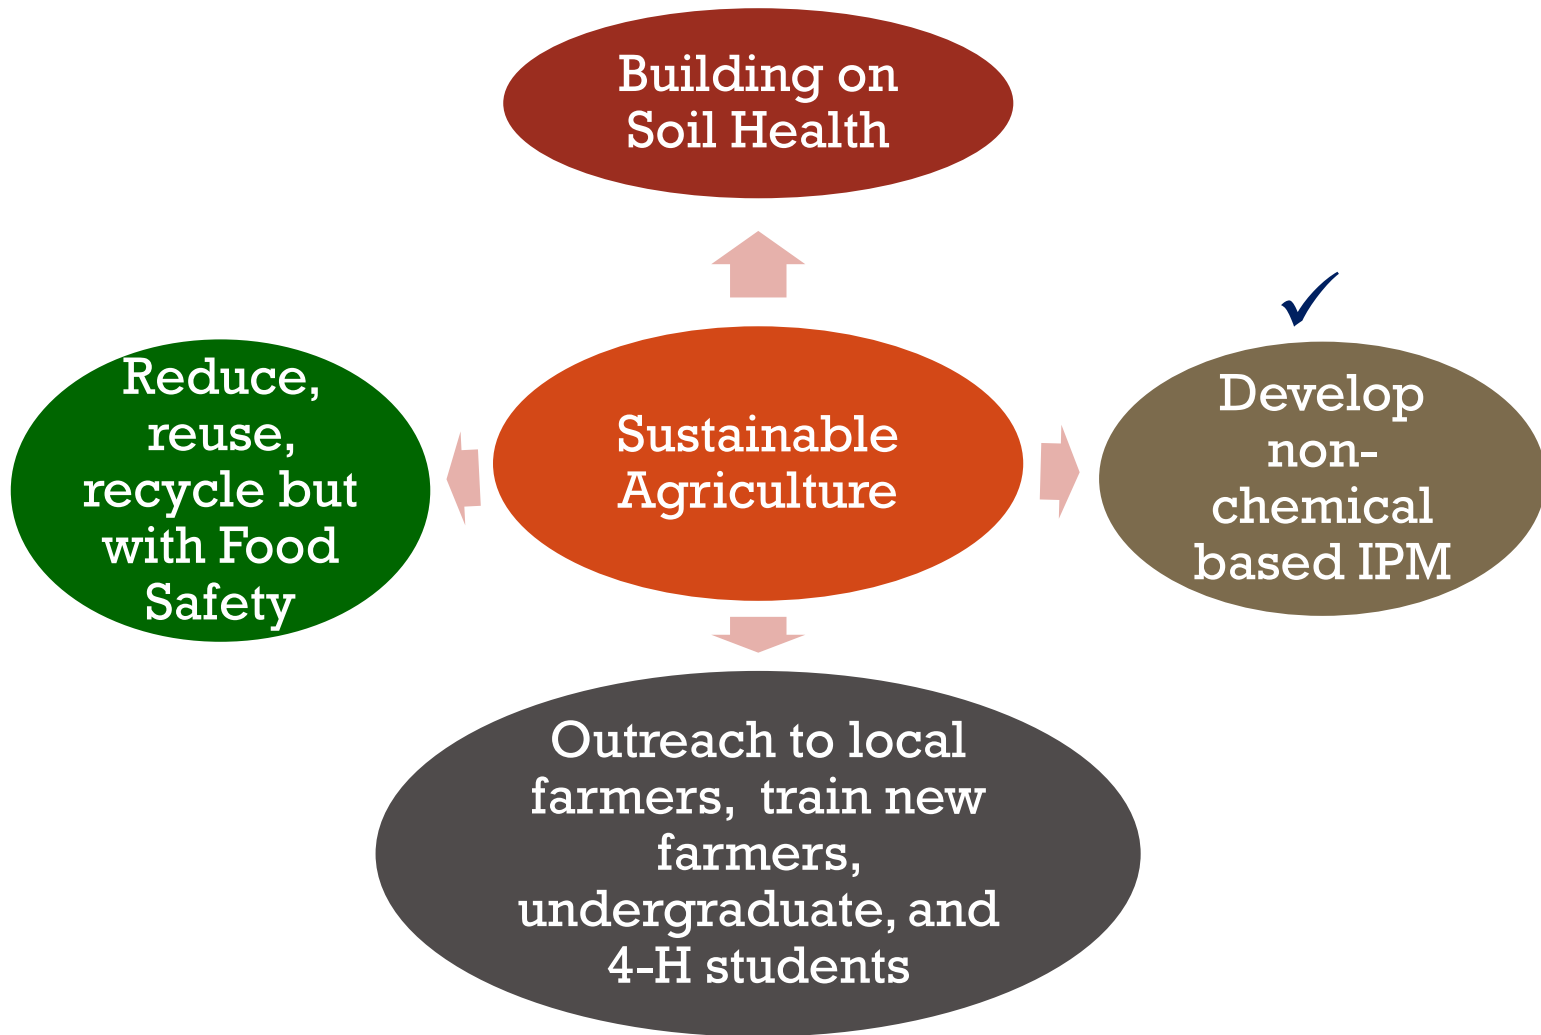 Building on
Soil Health
Reduce,
reuse,
recycle but
with Food
Safety
Sustainable
Agriculture
Develop
non-
chemical
based IPM
Outreach to local
farmers,  train new
farmers,
undergraduate, and
4-H students